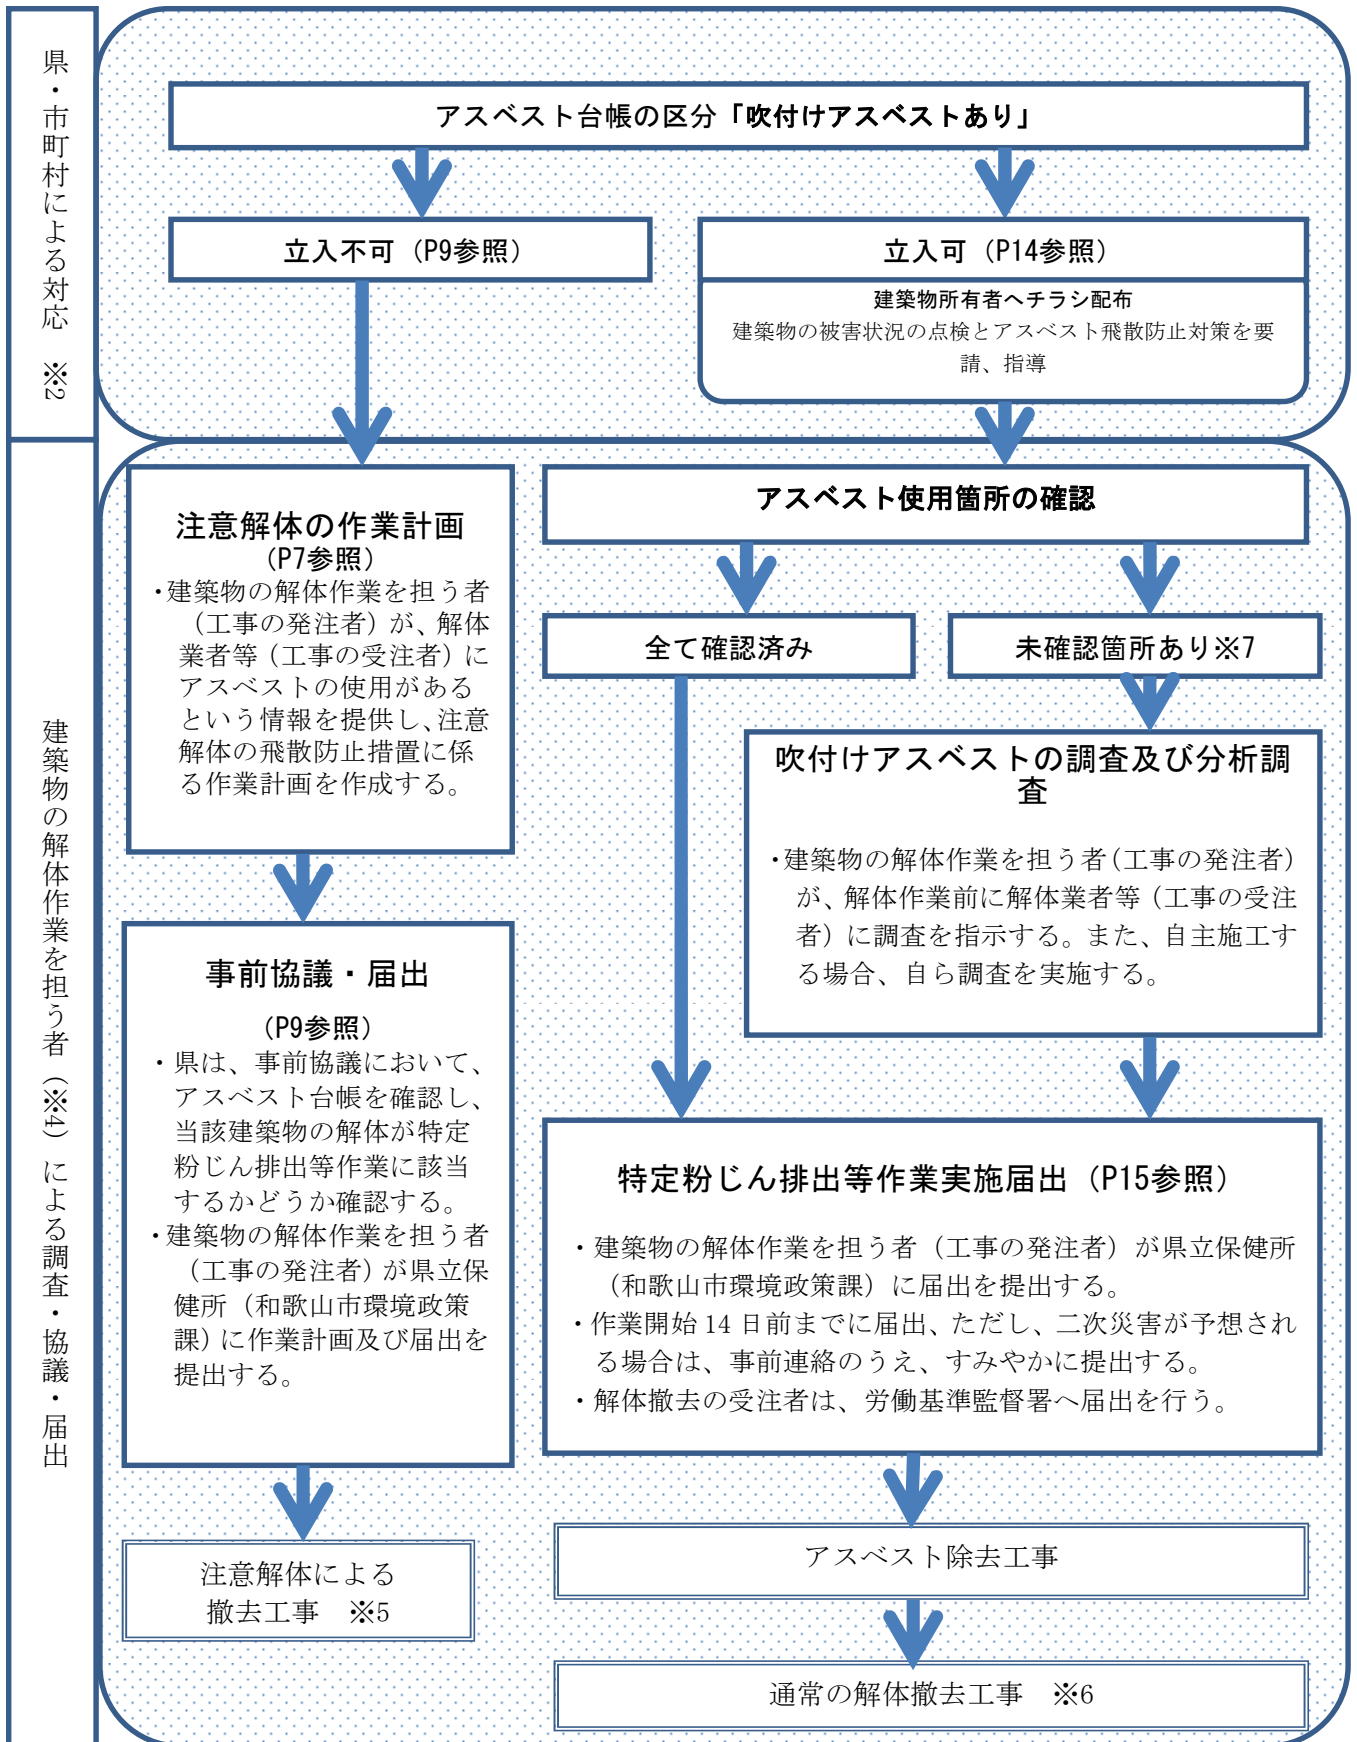 県・市町村による対応　※2
アスベスト台帳の区分「吹付けアスベストあり」
立入不可（P9参照）
立入可（P14参照）
建築物所有者へチラシ配布
建築物の被害状況の点検とアスベスト飛散防止対策を要
請、指導
建築物の解体作業を担う者（※4）による調査・協議・届出
注意解体の作業計画
（P7参照）
・建築物の解体作業を担う者
（工事の発注者）が、解体
業者等（工事の受注者）に
アスベストの使用がある
という情報を提供し、注意
解体の飛散防止措置に係
る作業計画を作成する。
事前協議・届出
（P9参照）
・県は、事前協議において、
アスベスト台帳を確認し、
当該建築物の解体が特定
粉じん排出等作業に該当
するかどうか確認する。
・建築物の解体作業を担う者
（工事の発注者）が県立保
健所（和歌山市環境政策
課）に作業計画及び届出を
提出する。
注意解体による
撤去工事　※5
アスベスト使用箇所の確認
全て確認済み
未確認箇所あり※7
吹付けアスベストの調査及び分析調
査
・建築物の解体作業を担う者（工事の発注者）
が、解体作業前に解体業者等（工事の受注
者）に調査を指示する。また、自主施工す
る場合、自ら調査を実施する。
特定粉じん排出等作業実施届出（P15参照）
・建築物の解体作業を担う者（工事の発注者）が県立保健所
（和歌山市環境政策課）に届出を提出する。
・作業開始 14 日前までに届出、ただし、二次災害が予想され
る場合は、事前連絡のうえ、すみやかに提出する。
・解体撤去の受注者は、労働基準監督署へ届出を行う。
アスベスト除去工事
通常の解体撤去工事　※6